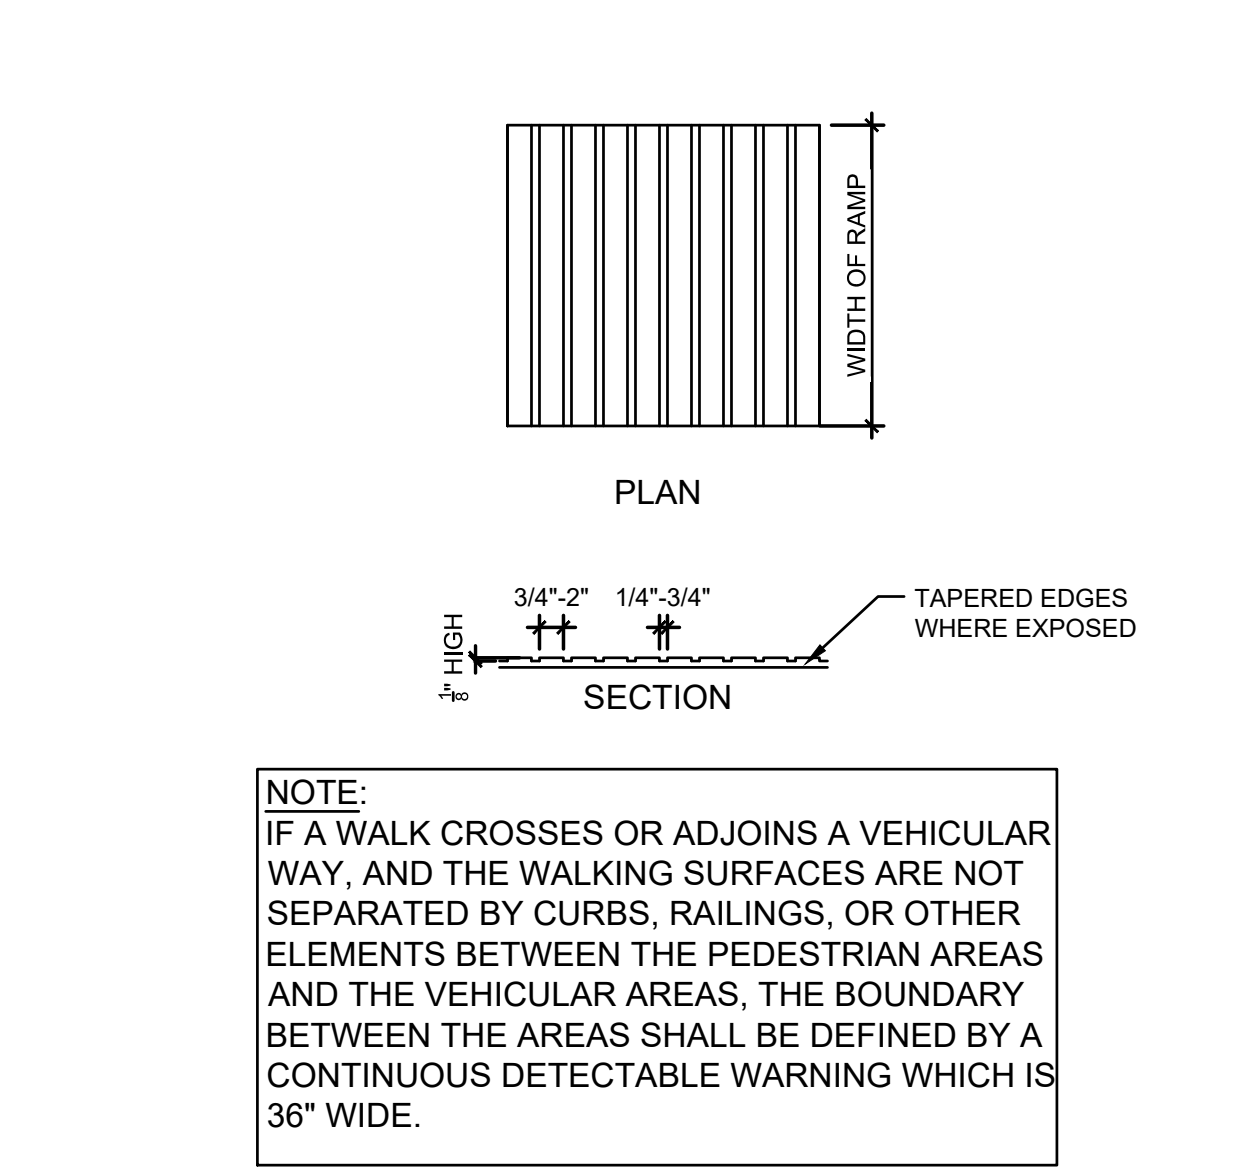 WIDTH OF RAMP
PLAN
3/4"-2" 1/4"-3/4"
TAPERED EDGES
WHERE EXPOSED
1/8" HIGH
SECTION
NOTE:
IF A WALK CROSSES OR ADJOINS A VEHICULAR
WAY, AND THE WALKING SURFACES ARE NOT
SEPARATED BY CURBS, RAILINGS, OR OTHER
ELEMENTS BETWEEN THE PEDESTRIAN AREAS
AND THE VEHICULAR AREAS, THE BOUNDARY
BETWEEN THE AREAS SHALL BE DEFINED BY A
CONTINUOUS DETECTABLE WARNING WHICH IS
36" WIDE.